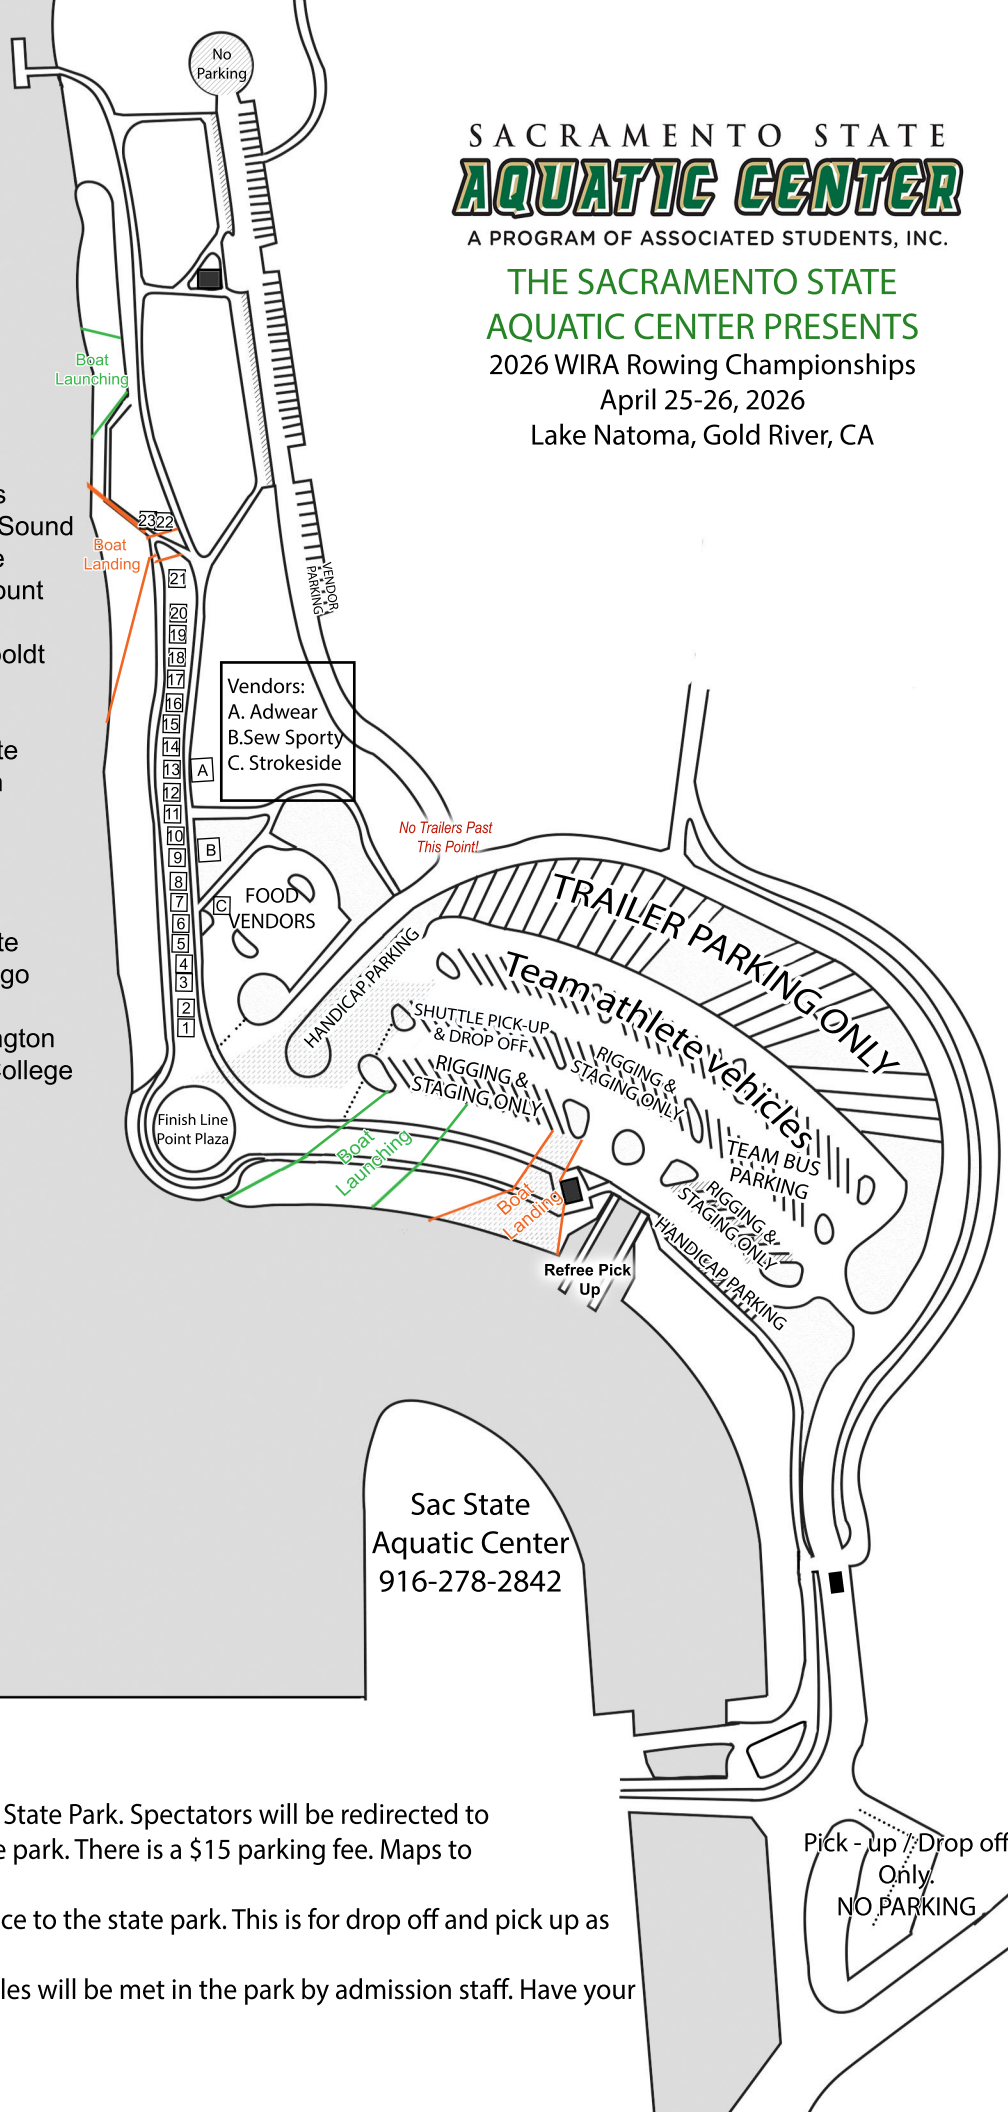 No
Parking
SACRAMENTO STATE
AQUATIC CENTER
A PROGRAM OF ASSOCIATED STUDENTS, INC.
THE SACRAMENTO STATE
AQUATIC CENTER PRESENTS
2026 WIRA Rowing Championships
April 25-26, 2026
Lake Natoma, Gold River, CA
Boat
Launching
s
Sound
e
ount
oldt
te
n
te
go
ngton
College
23 22
Boat
Landing
21
20
19
18
17
16
15
14
13
12
11
10
9
8
7
6
5
4
3
2
1
VENDOR
PARKING
Vendors:
A. Adwear
B.Sew Sporty
C. Strokeside
A
B
C
FOOD
VENDORS
No Trailers Past
This Point!
TRAILER PARKING ONLY
Team athlete vehicles
HANDICAP PARKING
SHUTTLE PICK-UP
& DROP OFF
RIGGING &
STAGING ONLY
RIGGING &
STAGING ONLY
TEAM BUS
PARKING
RIGGING &
STAGING ONLY
HANDICAP PARKING
Finish Line
Point Plaza
Boat
Launching
Boat
Landing
Refree Pick
Up
Sac State
Aquatic Center
916-278-2842
State Park. Spectators will be redirected to
e park. There is a $15 parking fee. Maps to
ce to the state park. This is for drop off and pick up as
les will be met in the park by admission staff. Have your
Pick - up / Drop off
Only.
NO PARKING